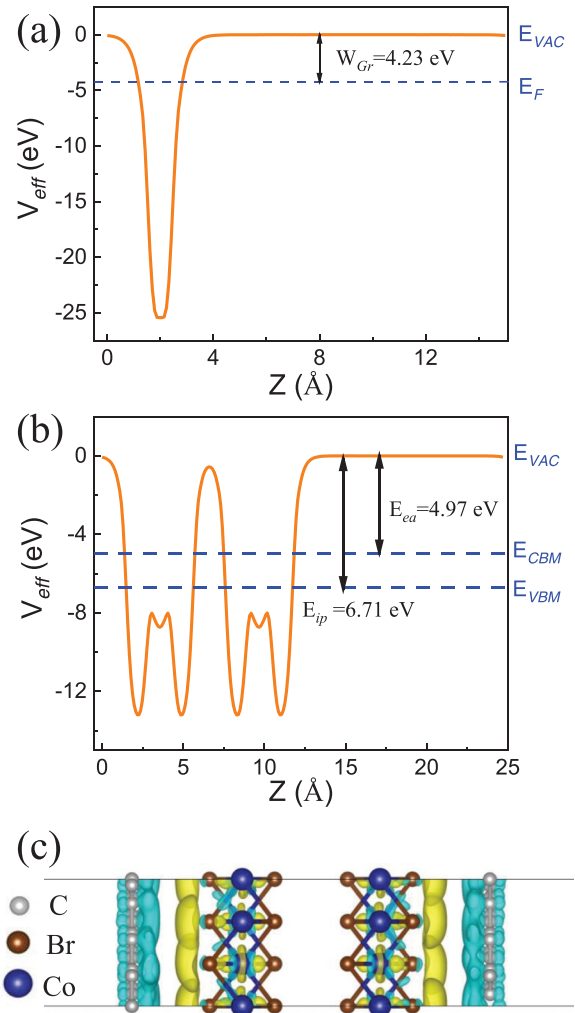 (a)
0
-5
-10
-15
-20
-25
V_eff (eV)
W_Gr=4.23 eV
E_VAC
E_F
0
4
8
12
Z (Å)
(b)
0
-4
-8
-12
V_eff (eV)
E_ea=4.97 eV
E_ip =6.71 eV
E_VAC
E_CBM
E_VBM
0
5
10
15
20
25
Z (Å)
(c)
C
Br
Co